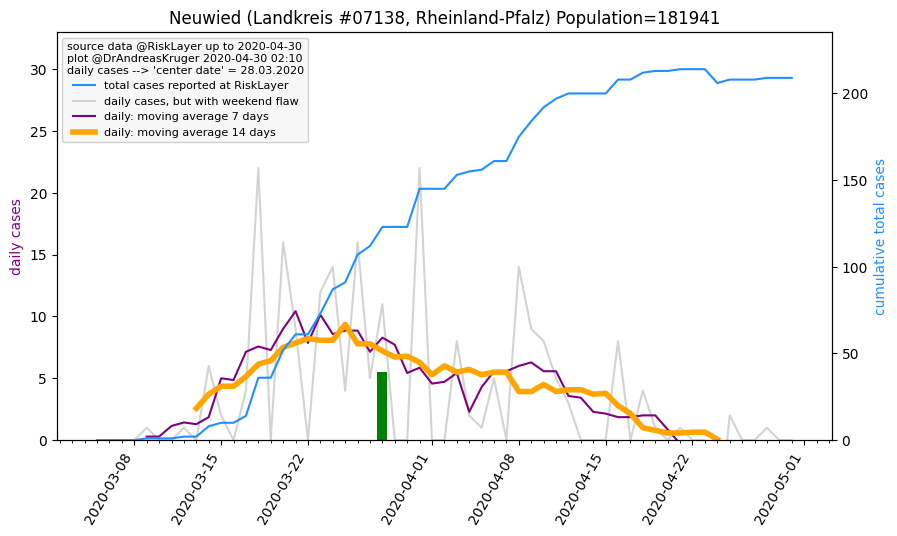 Neuwied (Landkreis #07138, Rheinland-Pfalz) Population=181941
source data @RiskLayer up to 2020-04-30
plot @DrAndreasKruger 2020-04-30 02:10
daily cases --> 'center date' = 28.03.2020
total cases reported at RiskLayer
daily cases, but with weekend flaw
daily: moving average 7 days
daily: moving average 14 days
daily cases
30
25
20
15
10
5
0
200
150
100
50
0
cumulative total cases
2020-03-08
2020-03-15
2020-03-22
2020-04-01
2020-04-08
2020-04-15
2020-04-22
2020-05-01